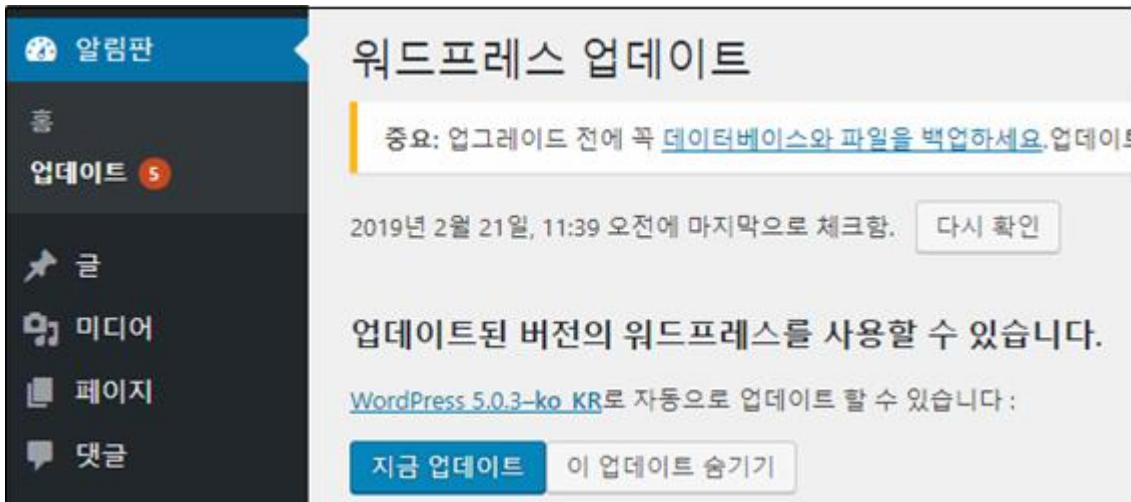 알림판
홈
업데이트 5
글
미디어
페이지
댓글
워드프레스 업데이트
중요: 업그레이드 전에 꼭 데이터베이스와 파일을 백업하세요.업데이트
2019년 2월 21일, 11:39 오전에 마지막으로 체크함. 다시 확인
업데이트된 버전의 워드프레스를 사용할 수 있습니다.
WordPress 5.0.3–ko_KR로 자동으로 업데이트 할 수 있습니다 :
지금 업데이트 이 업데이트 숨기기